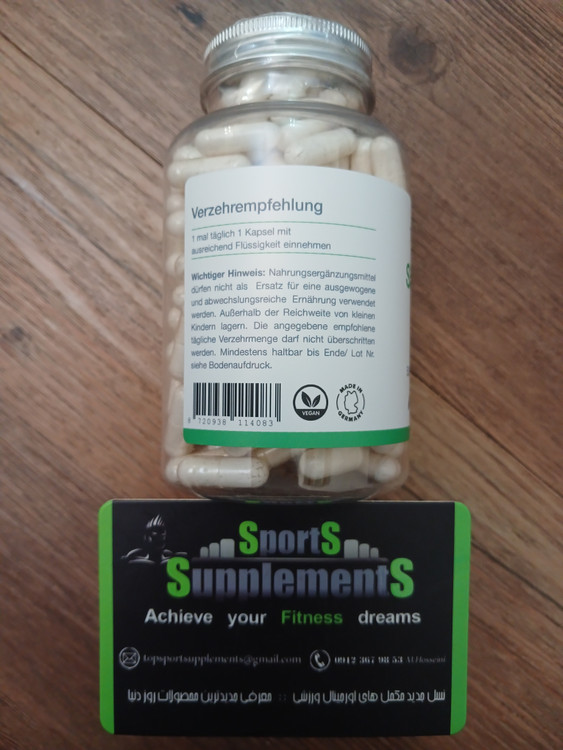 Verzehrempfehlung
1 mal täglich 1 Kapsel mit
ausreichend Flüssigkeit einnehmen
Wichtiger Hinweis: Nahrungsergänzungsmittel
dürfen nicht als Ersatz für eine ausgewogene
und abwechslungsreiche Ernährung verwendet
werden. Außerhalb der Reichweite von kleinen
Kindern lagern. Die angegebene empfohlene
tägliche Verzehrmenge darf nicht überschritten
werden. Mindestens haltbar bis Ende/ Lot Nr.
siehe Bodenaufdruck.
8 720938 114083
VEGAN
MADE IN
GERMANY
SportS
SupplementS
Achieve your Fitness dreams
topsportsupplements@gmail.com
0912 367 98 53 Al.Hosseini
نسل جدید مکمل های اورجینال ورزشی :: معرفی جدیدترین محصولات روز دنیا